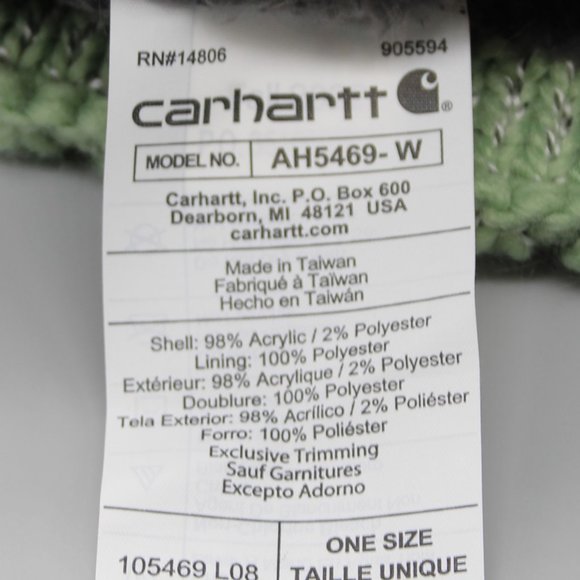 RN#14806 905594
carhartt ®
MODEL NO. AH5469- W
Carhartt, Inc. P.O. Box 600
Dearborn, MI 48121 USA
carhartt.com
Made in Taiwan
Fabriqué à Taïwan
Hecho en Taiwán
Shell: 98% Acrylic / 2% Polyester
Lining: 100% Polyester
Extérieur: 98% Acrylique / 2% Polyester
Doublure: 100% Polyester
Tela Exterior: 98% Acrílico / 2% Poliéster
Forro: 100% Poliéster
Exclusive Trimming
Sauf Garnitures
Excepto Adorno
105469 L08
ONE SIZE
TAILLE UNIQUE